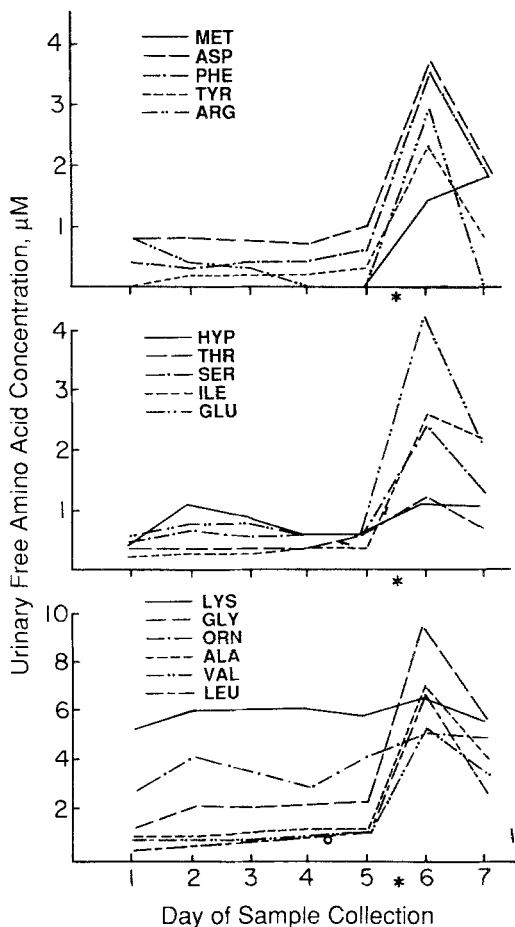 Urinary Free Amino Acid Concentration, µM
4
3
2
1
MET
ASP
PHE
TYR
ARG
*
4
3
2
1
HYP
THR
SER
ILE
GLU
*
10
8
6
4
2
LYS
GLY
ORN
ALA
VAL
LEU
1 2 3 4 5 * 6 7
Day of Sample Collection